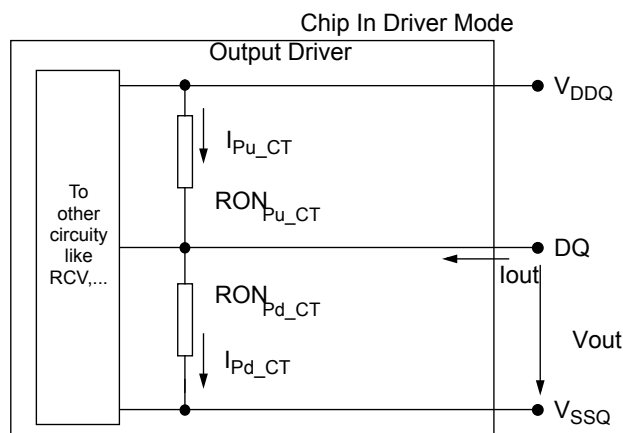 Chip In Driver Mode
Output Driver
VDDQ
IPu_CT
To
other
circuity
like
RCV,...
RONPu_CT
DQ
Iout
RONPd_CT
Vout
IPd_CT
VSSQ